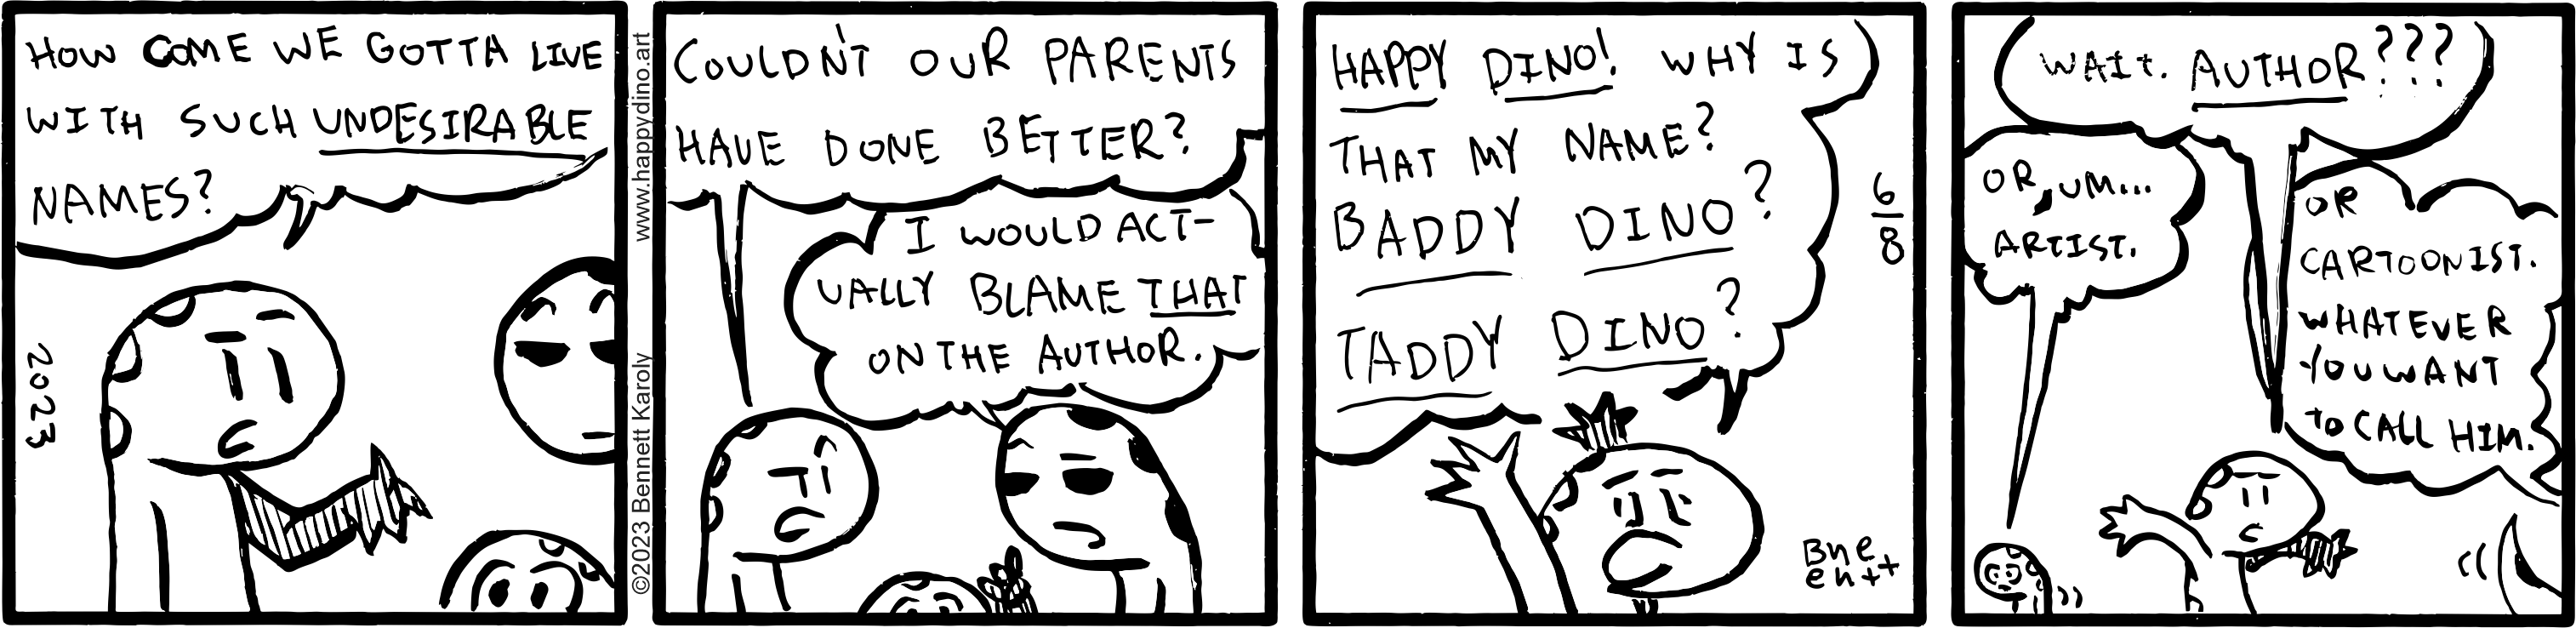 HOW COME WE GOTTA LIVE
WITH SUCH UNDESIRABLE
NAMES?
2023
©2023 Bennett Karoly www.happydino.art
COULDN'T OUR PARENTS
HAVE DONE BETTER?
I WOULD ACT-
UALLY BLAME THAT
ON THE AUTHOR.
HAPPY DINO! WHY IS
THAT MY NAME?
BADDY DINO?
TADDY DINO?
6/8
Bne
en++
WAIT. AUTHOR???
OR, UM...
ARTIST.
OR
CARTOONIST.
WHATEVER
YOU WANT
TO CALL HIM.